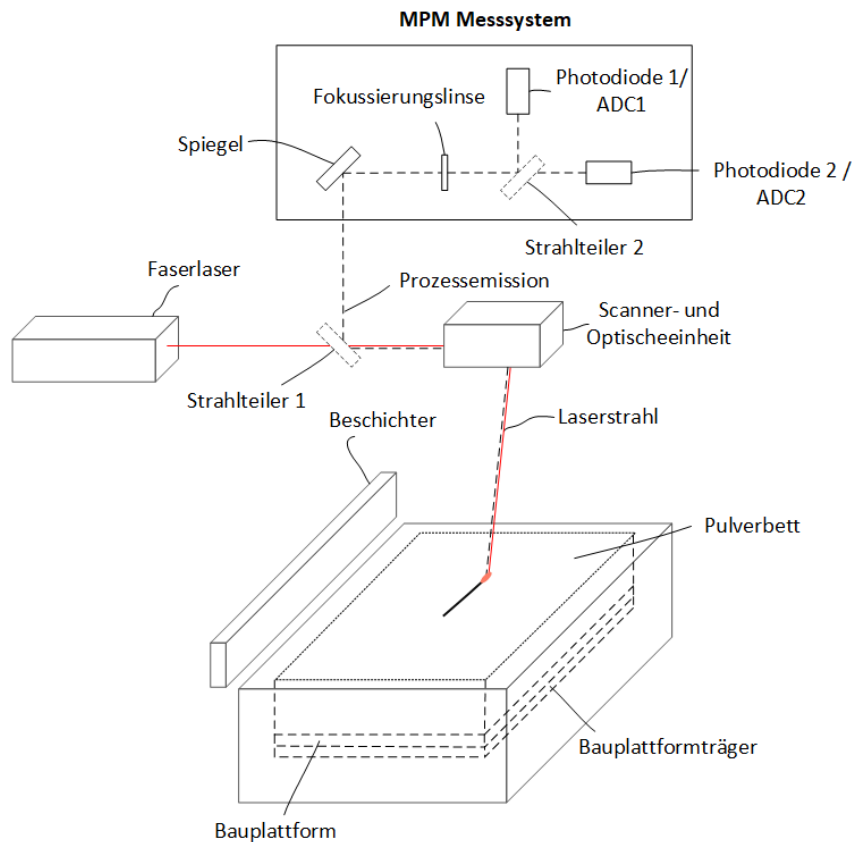 MPM Messsystem
Photodiode 1/
ADC1
Fokussierungslinse
Spiegel
Photodiode 2 /
ADC2
Strahlteiler 2
Faserlaser
Prozessemission
Scanner- und
Optischeeinheit
Strahlteiler 1
Beschichter
Laserstrahl
Pulverbett
Bauplattformträger
Bauplattform